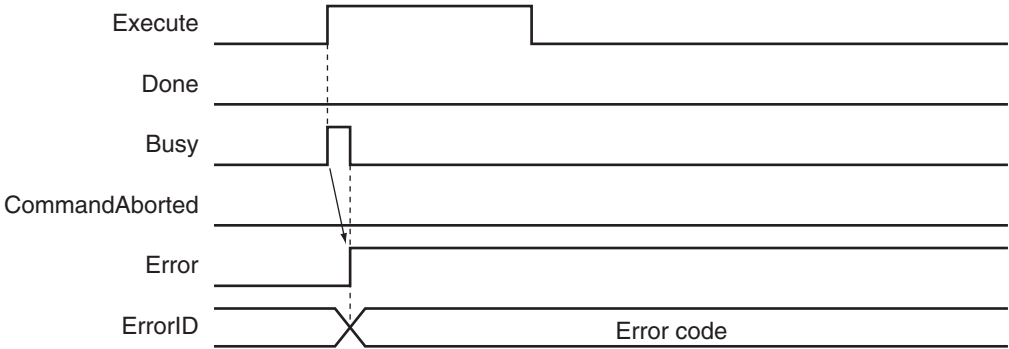 Execute
Done
Busy
CommandAborted
Error
ErrorID
Error code